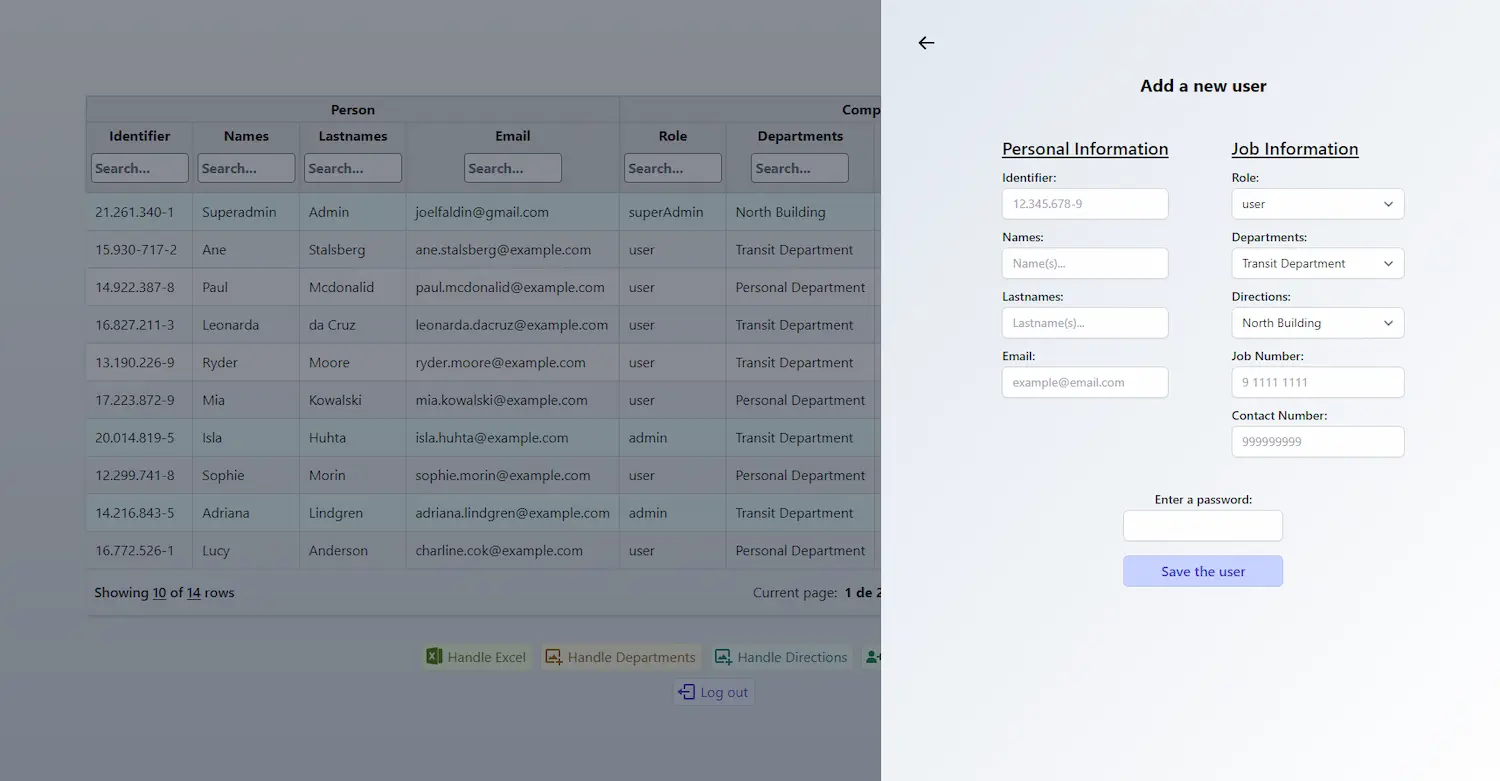 Person Comp
Identifier Names Lastnames Email Role Departments
Search... Search... Search... Search... Search... Search...
21.261.340-1 Superadmin Admin joelfaldin@gmail.com superAdmin North Building
15.930-717-2 Ane Stalsberg ane.stalsberg@example.com user Transit Department
14.922.387-8 Paul Mcdonalid paul.mcdonalid@example.com user Personal Department
16.827.211-3 Leonarda da Cruz leonarda.dacruz@example.com user Transit Department
13.190.226-9 Ryder Moore ryder.moore@example.com user Transit Department
17.223.872-9 Mia Kowalski mia.kowalski@example.com user Personal Department
20.014.819-5 Isla Huhta isla.huhta@example.com admin Transit Department
12.299.741-8 Sophie Morin sophie.morin@example.com user Personal Department
14.216.843-5 Adriana Lindgren adriana.lindgren@example.com admin Transit Department
16.772.526-1 Lucy Anderson charline.cok@example.com user Personal Department
Showing 10 of 14 rows Current page: 1 de 2
Handle Excel Handle Departments Handle Directions
Log out
Add a new user
Personal Information
Identifier:
12.345.678-9
Names:
Name(s)...
Lastnames:
Lastname(s)...
Email:
example@email.com
Job Information
Role:
user
Departments:
Transit Department
Directions:
North Building
Job Number:
9 1111 1111
Contact Number:
999999999
Enter a password:
Save the user